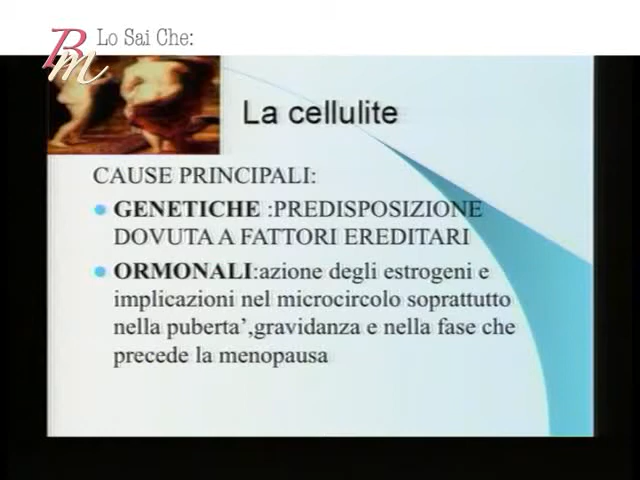 BM
Lo Sai Che:
La cellulite
CAUSE PRINCIPALI:
GENETICHE :PREDISPOSIZIONE
DOVUTA A FATTORI EREDITARI
ORMONALI:azione degli estrogeni e
implicazioni nel microcircolo soprattutto
nella puberta’,gravidanza e nella fase che
precede la menopausa